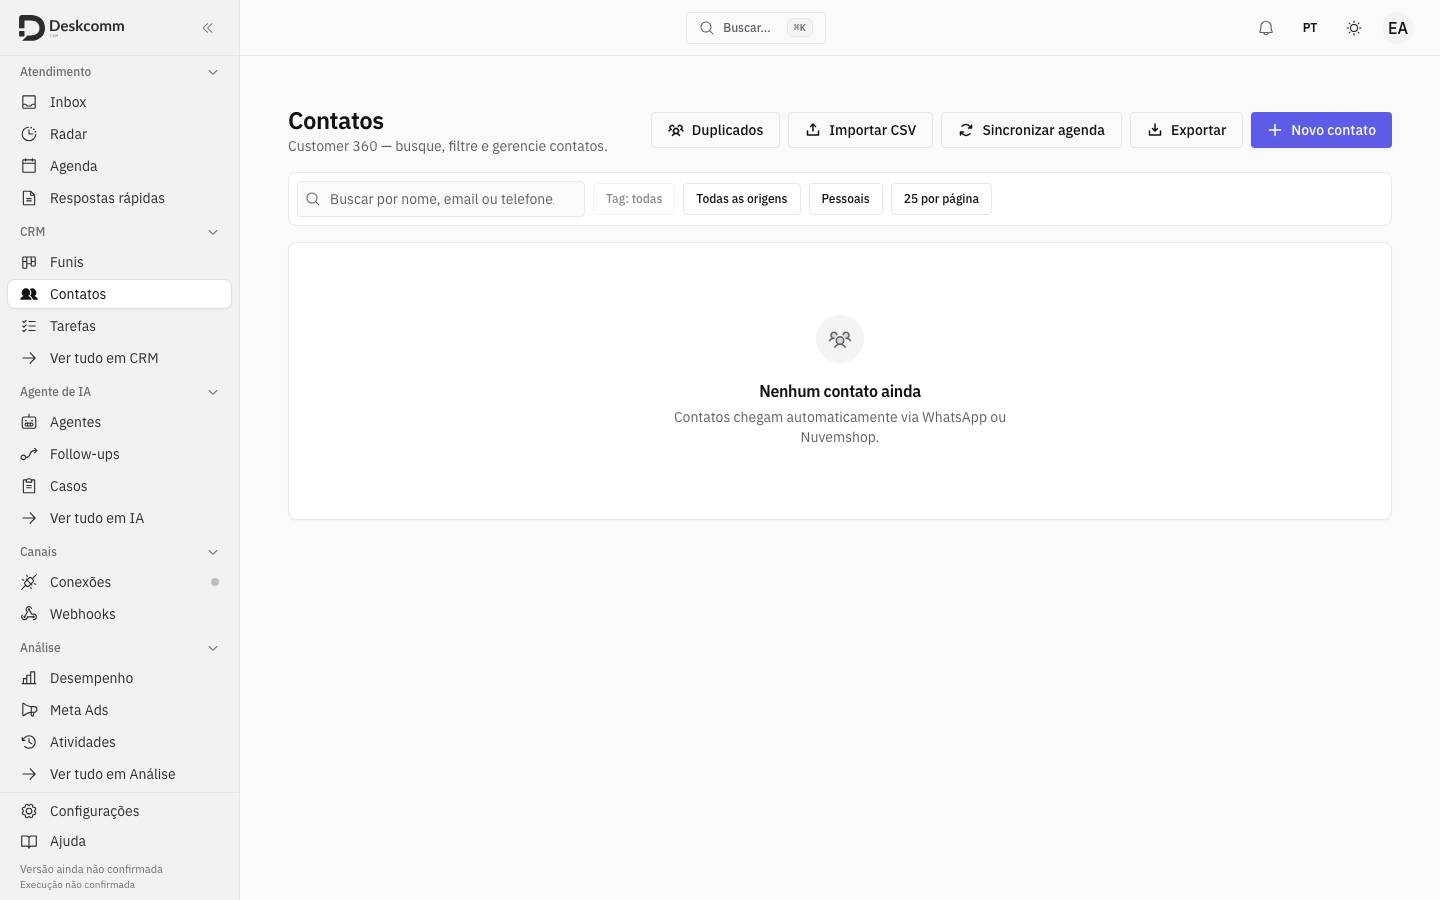 Deskcomm
Buscar...
⌘K
PT
EA
Atendimento
Inbox
Radar
Agenda
Respostas rápidas
CRM
Funis
Contatos
Tarefas
Ver tudo em CRM
Agente de IA
Agentes
Follow-ups
Casos
Ver tudo em IA
Canais
Conexões
Webhooks
Análise
Desempenho
Meta Ads
Atividades
Ver tudo em Análise
Configurações
Ajuda
Versão ainda não confirmada
Execução não confirmada
Contatos
Customer 360 — busque, filtre e gerencie contatos.
Duplicados
Importar CSV
Sincronizar agenda
Exportar
Novo contato
Buscar por nome, email ou telefone
Tag: todas
Todas as origens
Pessoais
25 por página
Nenhum contato ainda
Contatos chegam automaticamente via WhatsApp ou
Nuvemshop.